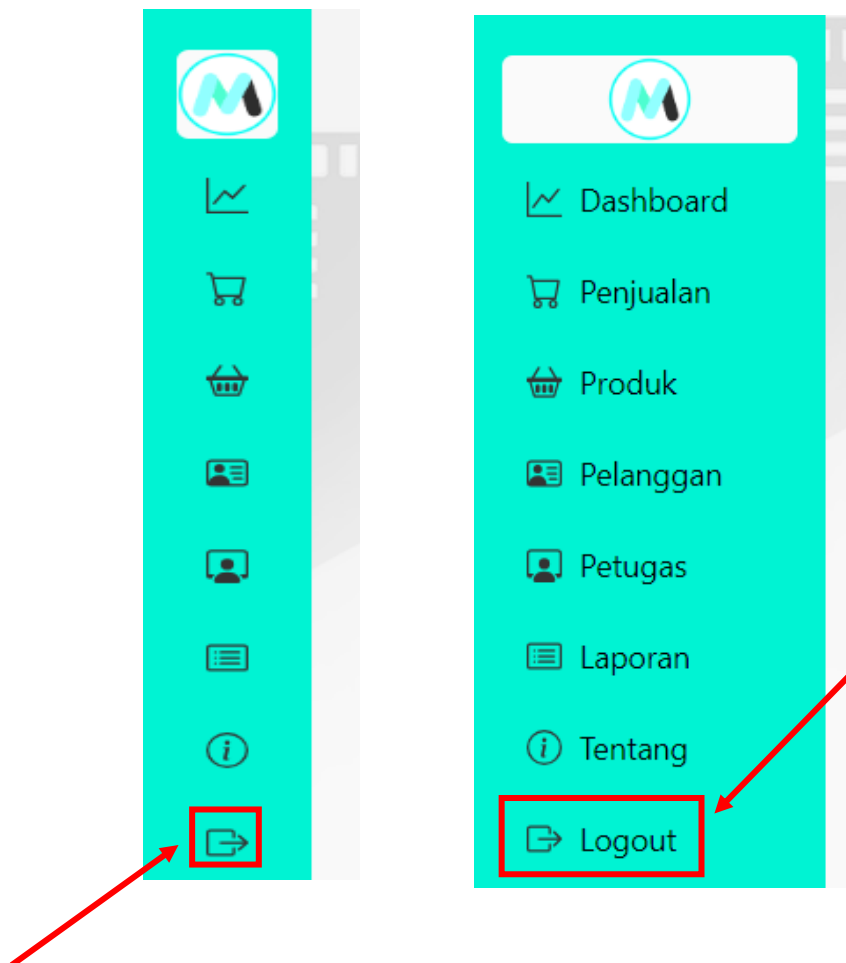 Dashboard
Penjualan
Produk
Pelanggan
Petugas
Laporan
Tentang
Logout